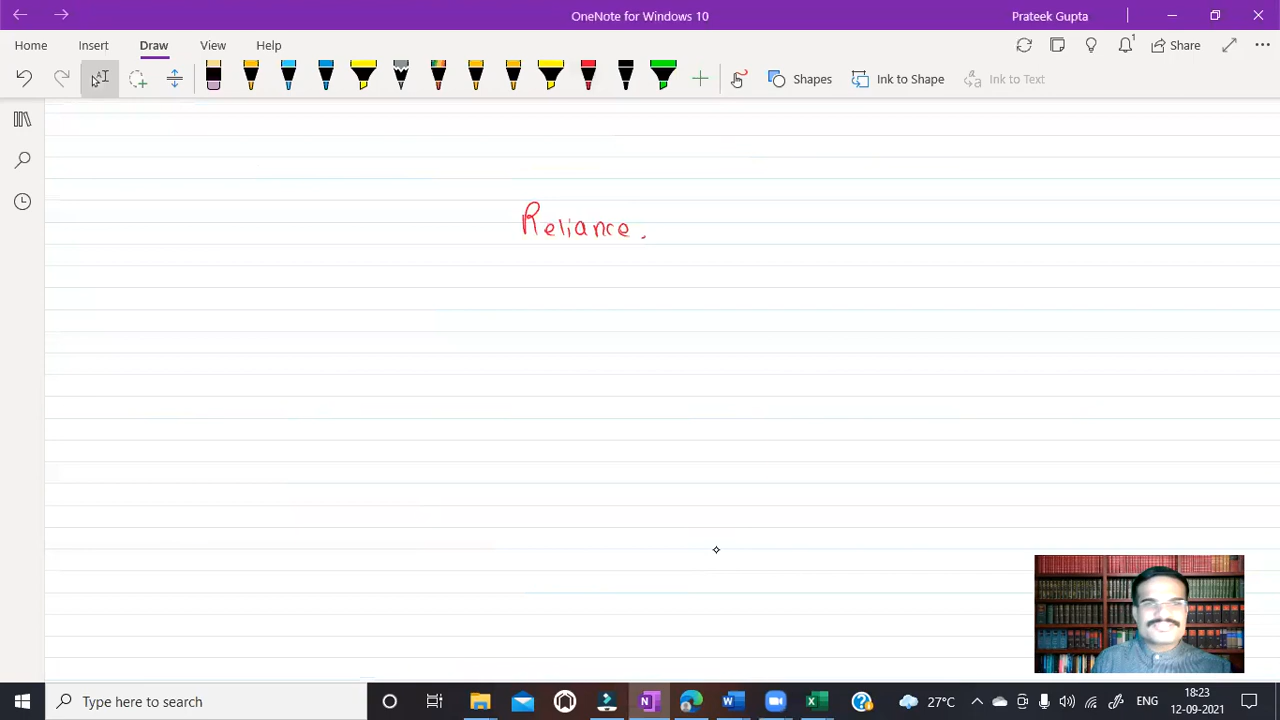 OneNote for Windows 10
Prateek Gupta
Home Insert Draw View Help
Share
Shapes Ink to Shape Ink to Text
Reliance.
Type here to search
27°C ENG 18:23
12-09-2021